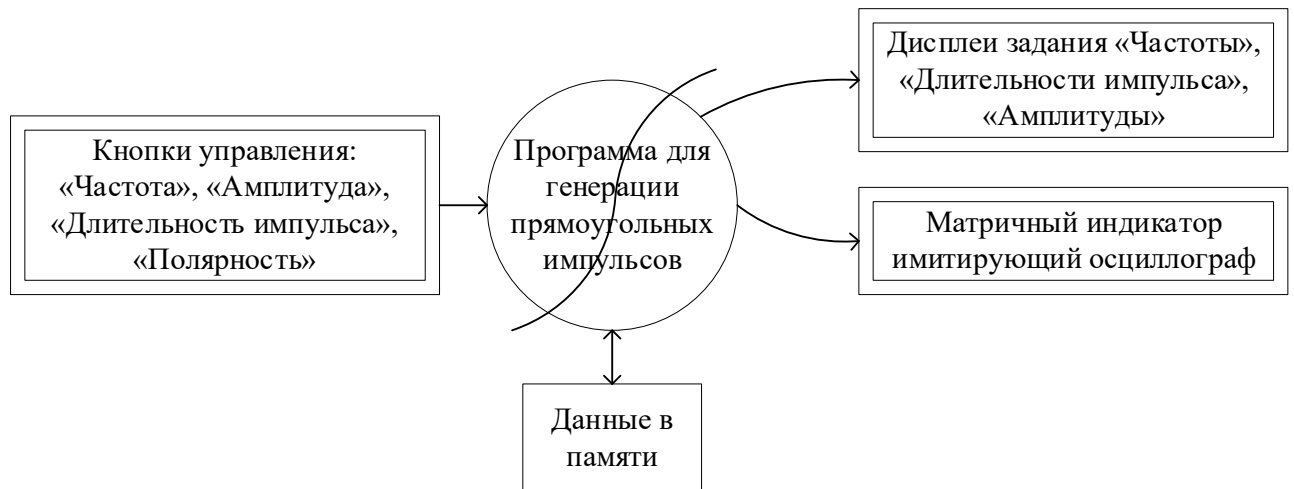 Кнопки управления:
«Частота», «Амплитуда»,
«Длительность импульса»,
«Полярность»
Программа для
генерации
прямоугольных
импульсов
Дисплеи задания «Частоты»,
«Длительности импульса»,
«Амплитуды»
Матричный индикатор
имитирующий осциллограф
Данные в
памяти